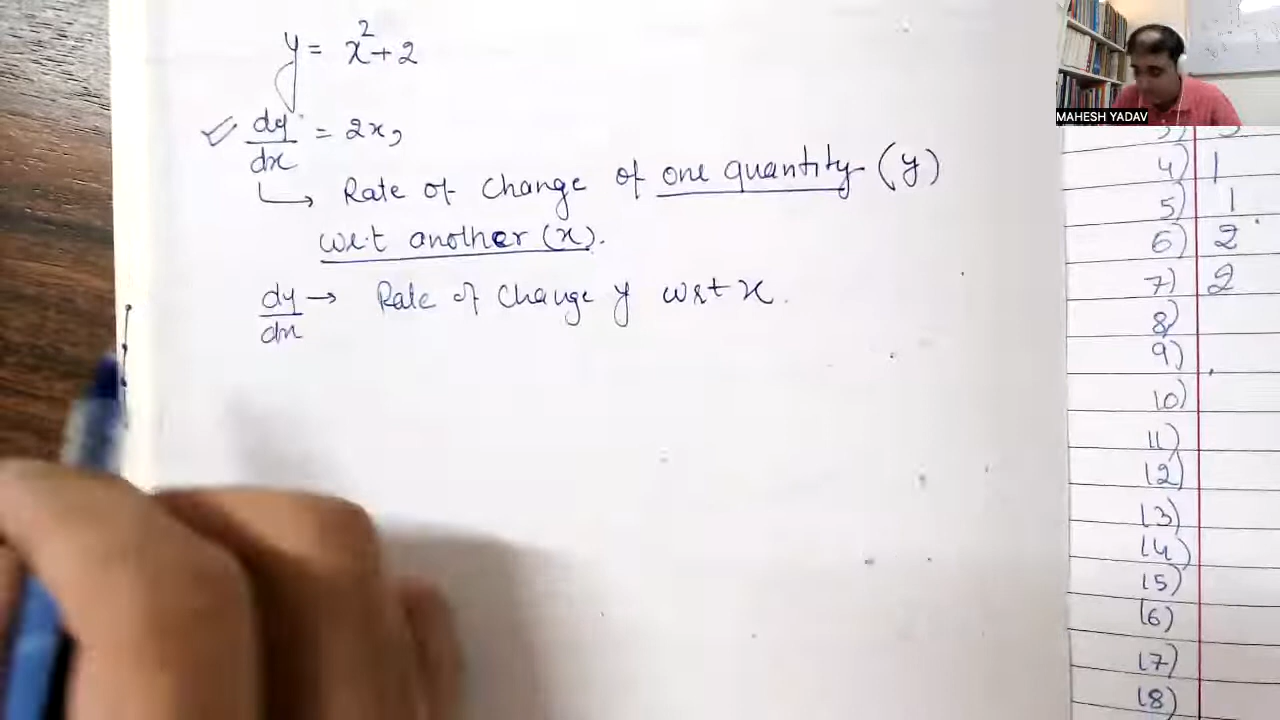 y = x²+2
dy/dx = 2x,
Rate of change of one quantity (y)
w.r.t another (x).
dy/dx → Rate of change y wrt x.
MAHESH YADAV
4) 1
5) 1
6) 2
7) 2
8)
9)
10)
11)
12)
13)
14)
15)
16)
17)
18)